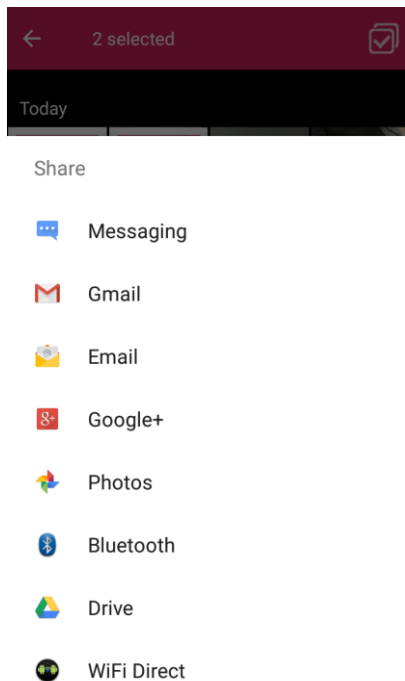 2 selected
Today
Share
Messaging
Gmail
Email
Google+
Photos
Bluetooth
Drive
WiFi Direct